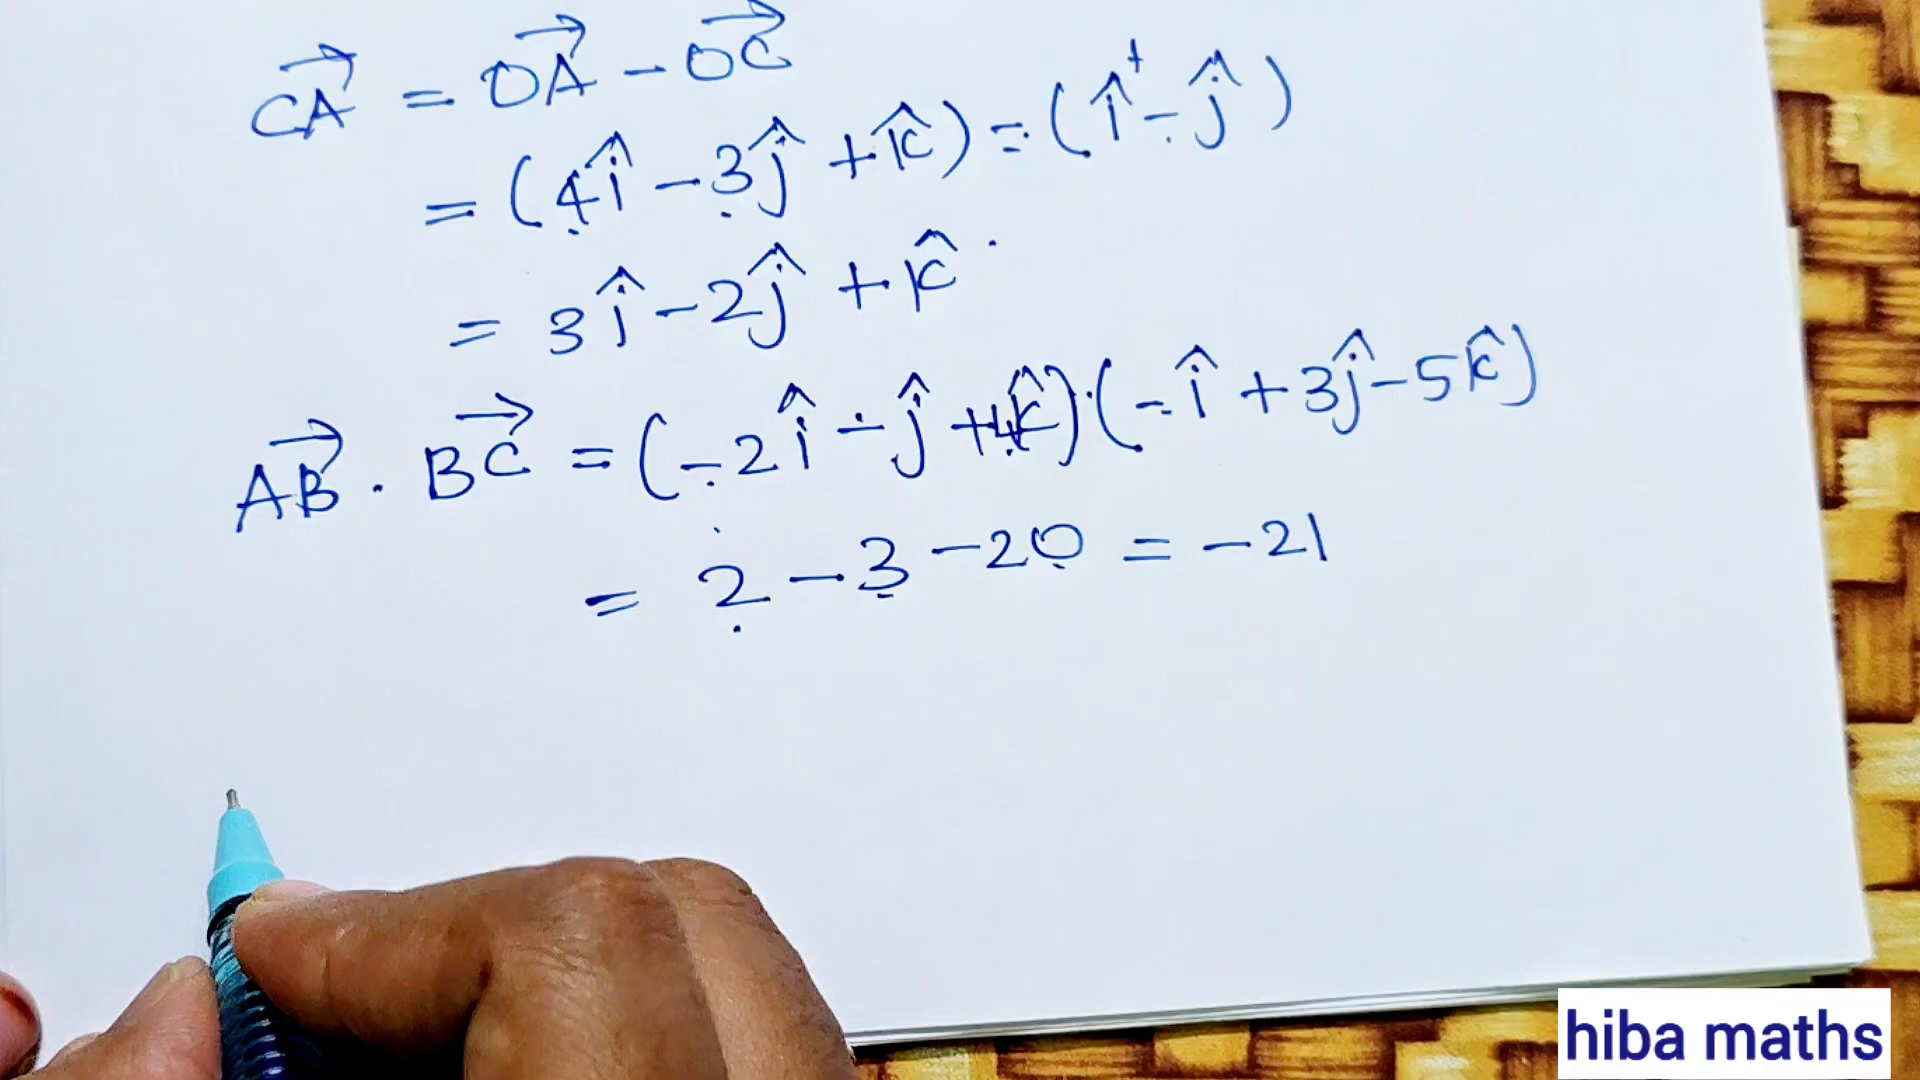 CA⃗ = OA⃗ - OC⃗
= (4î - 3ĵ + k̂) - (î - ĵ)
= 3î - 2ĵ + k̂
AB⃗ · BC⃗ = (-2î - ĵ + 4k̂)·(-î + 3ĵ - 5k̂)
= 2 - 3 - 20 = -21
hiba maths